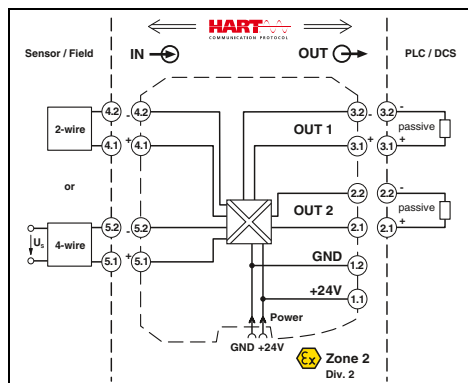 HART
COMMUNICATION PROTOCOL
Sensor / Field
IN
OUT
PLC / DCS
4.2
4.2
-
3.2
-
3.2
-
2-wire
OUT 1
passive
4.1
+
4.1
3.1
+
3.1
+
or
2.2
2.2
-
5.2
-
5.2
OUT 2
passive
Us
4-wire
2.1
2.1
+
5.1
+
5.1
GND
1.2
+24V
1.1
Power
GND +24V
Ex
Zone 2
Div. 2